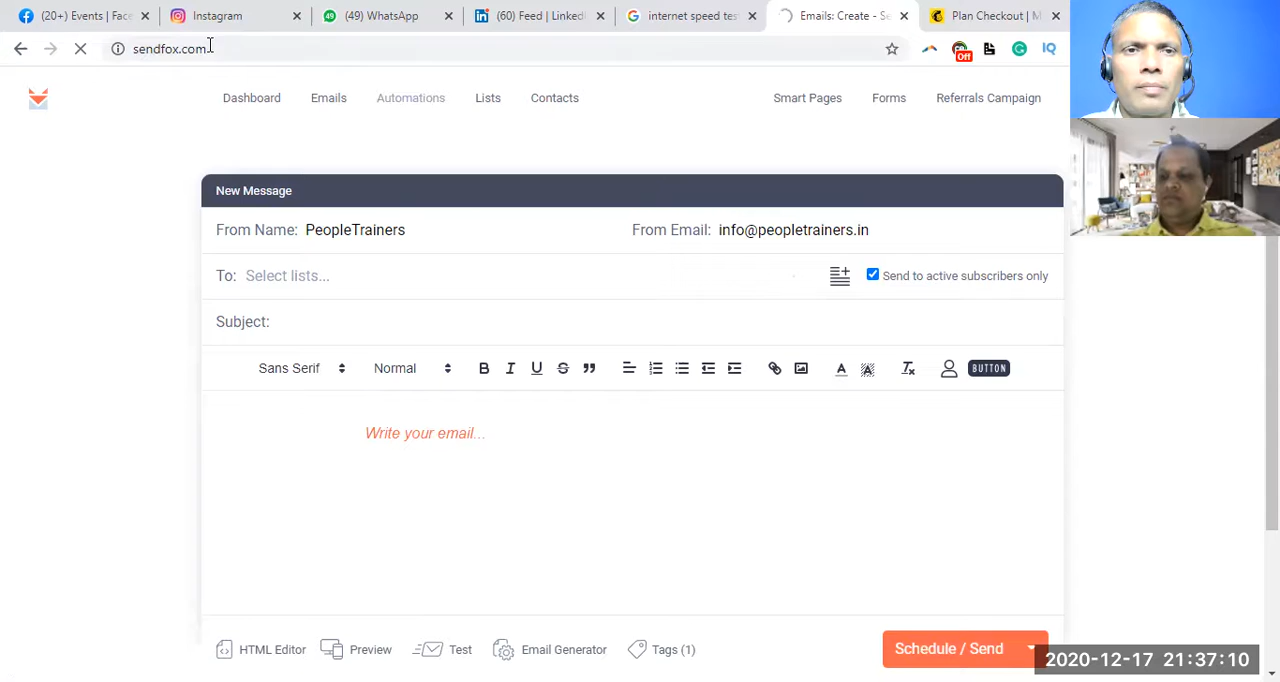 (20+) Events | Face
Instagram
(49) WhatsApp
(60) Feed | LinkedI
internet speed tes
Emails: Create - Se
Plan Checkout | M
sendfox.com
Off
IQ
Dashboard
Emails
Automations
Lists
Contacts
Smart Pages
Forms
Referrals Campaign
New Message
From Name: PeopleTrainers
From Email: info@peopletrainers.in
To: Select lists...
Send to active subscribers only
Subject:
Sans Serif
Normal
BUTTON
Write your email...
HTML Editor
Preview
Test
Email Generator
Tags (1)
Schedule / Send
2020-12-17 21:37:10